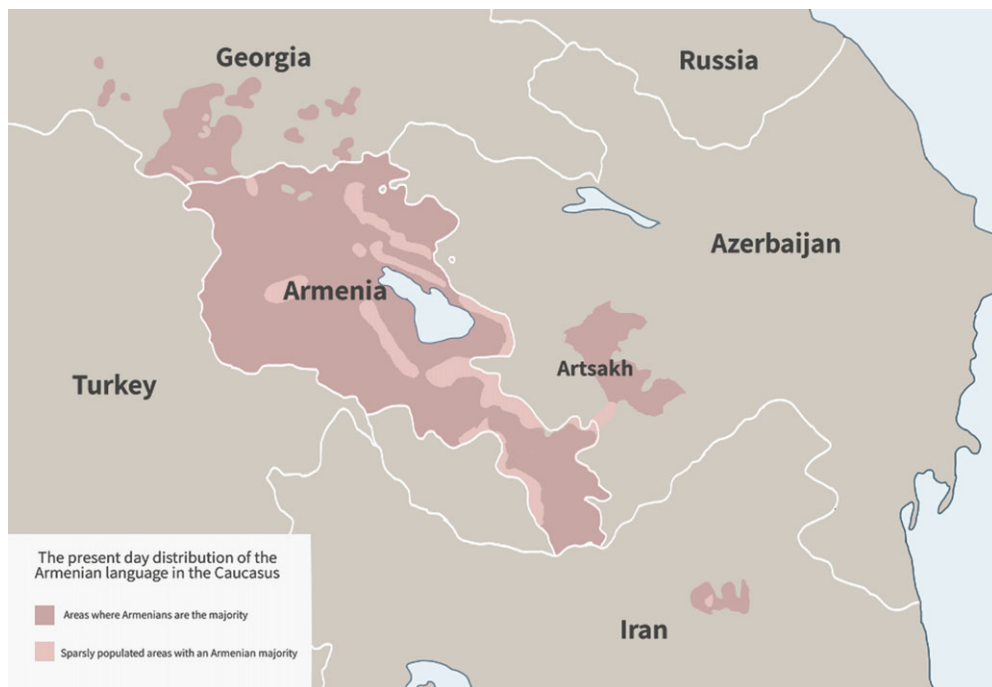 Georgia
Russia
Azerbaijan
Armenia
Artsakh
Turkey
Iran
The present day distribution of the
Armenian language in the Caucasus
Areas where Armenians are the majority
Sparsly populated areas with an Armenian majority